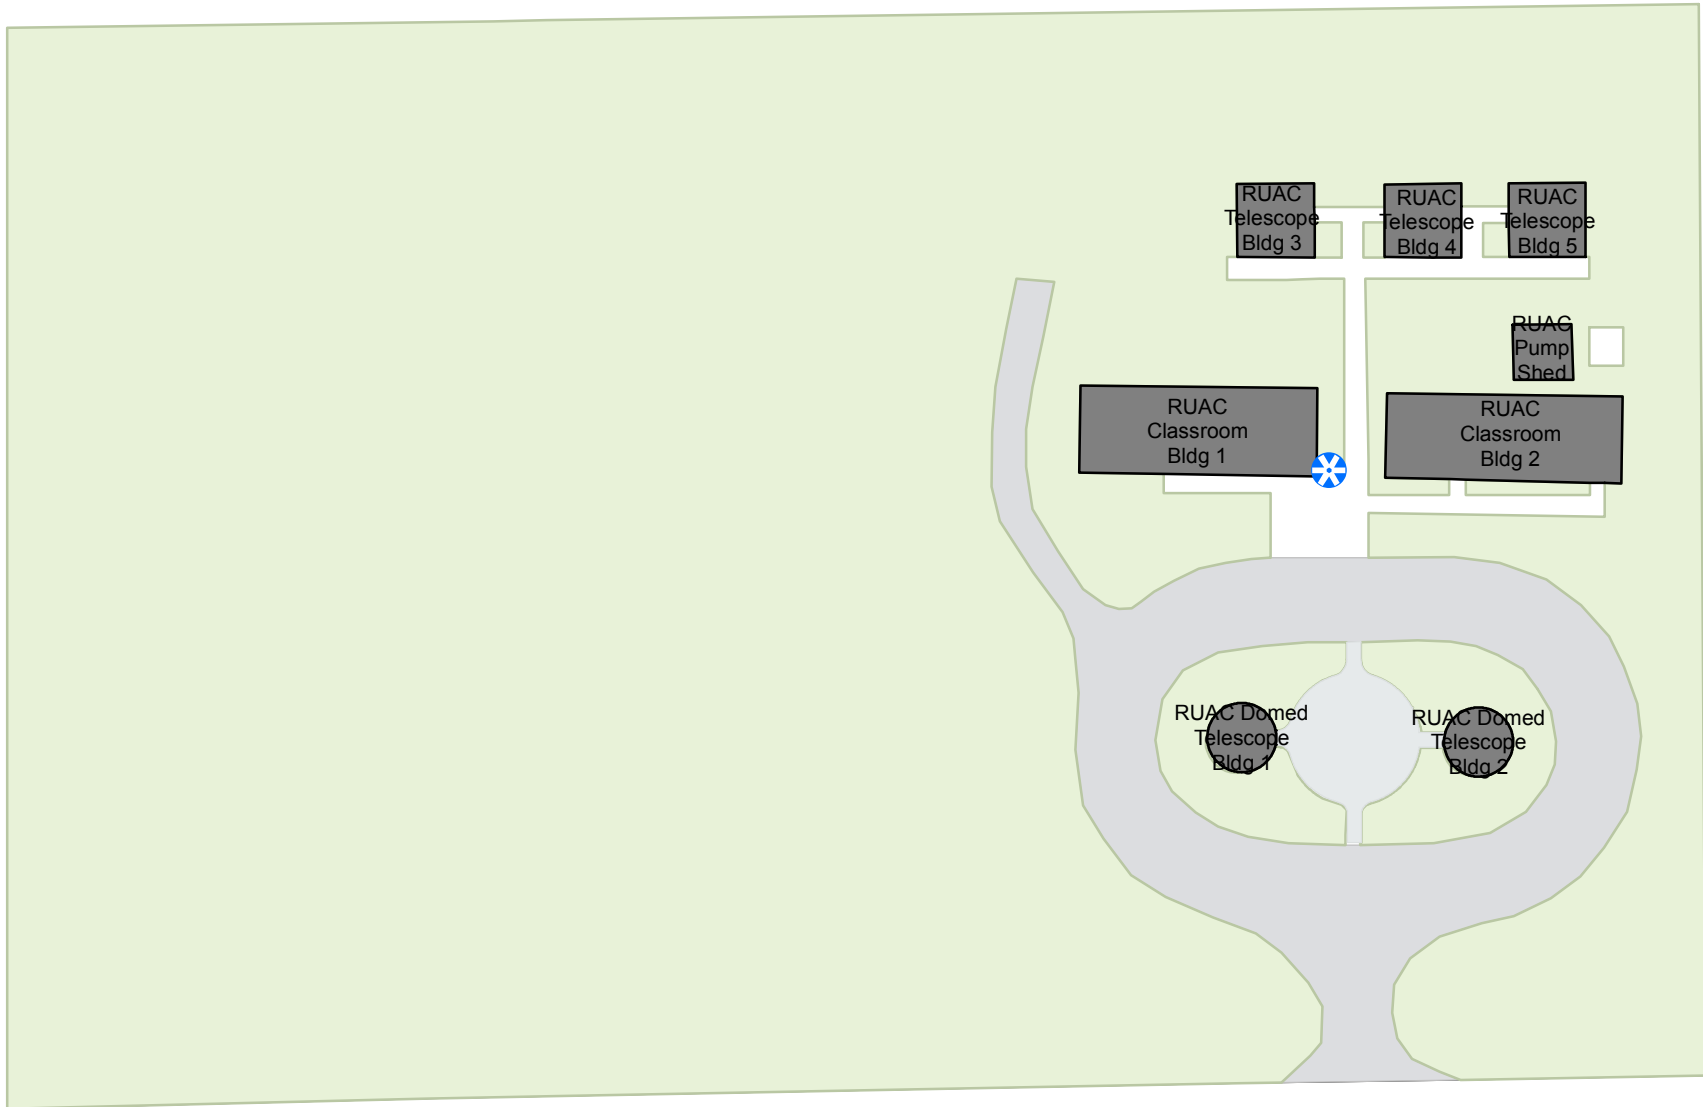 RUAC
Telescope
Bldg 3
RUAC
Telescope
Bldg 4
RUAC
Telescope
Bldg 5
RUAC
Pump
Shed
RUAC
Classroom
Bldg 1
RUAC
Classroom
Bldg 2
RUAC Domed
Telescope
Bldg 1
RUAC Domed
Telescope
Bldg 2